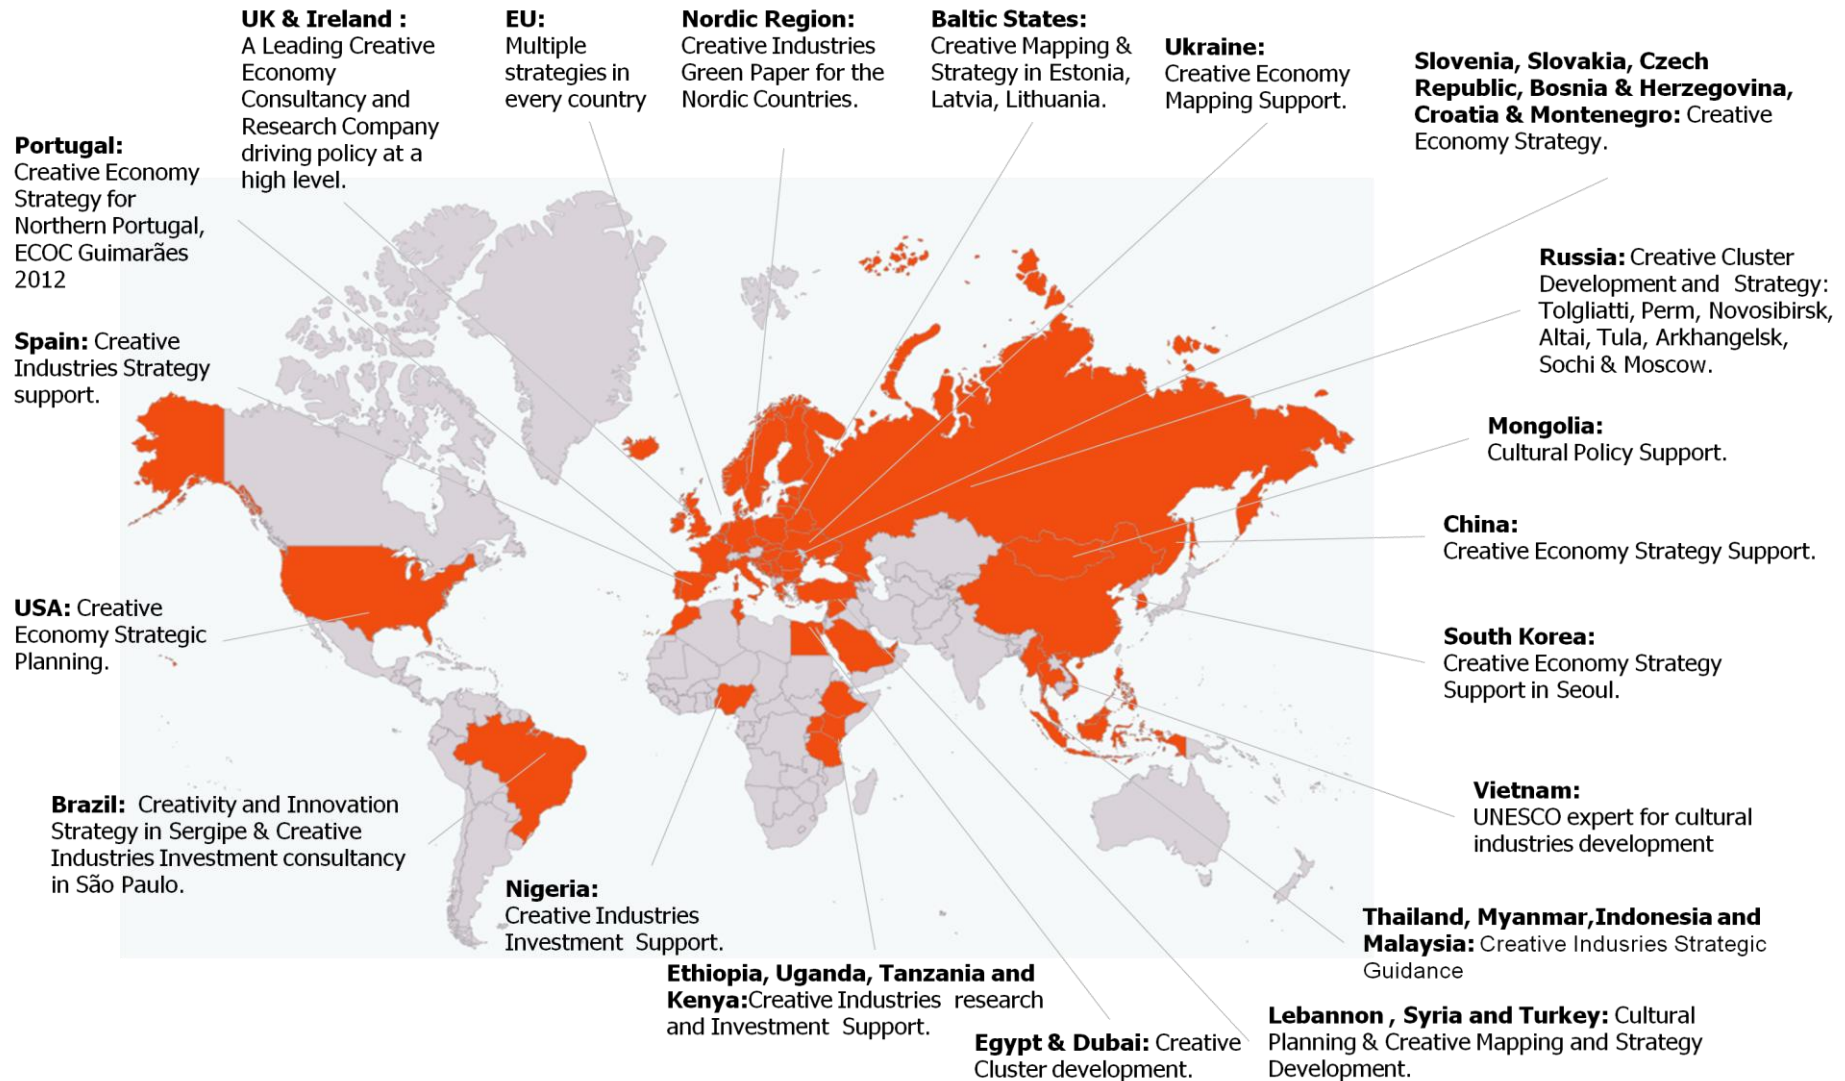 UK & Ireland :
A Leading Creative
Economy
Consultancy and
Research Company
driving policy at a
high level.
EU:
Multiple
strategies in
every country
Nordic Region:
Creative Industries
Green Paper for the
Nordic Countries.
Baltic States:
Creative Mapping &
Strategy in Estonia,
Latvia, Lithuania.
Ukraine:
Creative Economy
Mapping Support.
Slovenia, Slovakia, Czech
Republic, Bosnia & Herzegovina,
Croatia & Montenegro: Creative
Economy Strategy.
Portugal:
Creative Economy
Strategy for
Northern Portugal,
ECOC Guimarães
2012
Russia: Creative Cluster
Development and Strategy:
Tolgliatti, Perm, Novosibirsk,
Altai, Tula, Arkhangelsk,
Sochi & Moscow.
Spain: Creative
Industries Strategy
support.
Mongolia:
Cultural Policy Support.
China:
Creative Economy Strategy Support.
USA: Creative
Economy Strategic
Planning.
South Korea:
Creative Economy Strategy
Support in Seoul.
Vietnam:
UNESCO expert for cultural
industries development
Brazil: Creativity and Innovation
Strategy in Sergipe & Creative
Industries Investment consultancy
in São Paulo.
Nigeria:
Creative Industries
Investment Support.
Thailand, Myanmar,Indonesia and
Malaysia: Creative Indusries Strategic
Guidance
Ethiopia, Uganda, Tanzania and
Kenya:Creative Industries research
and Investment Support.
Egypt & Dubai: Creative
Cluster development.
Lebannon , Syria and Turkey: Cultural
Planning & Creative Mapping and Strategy
Development.